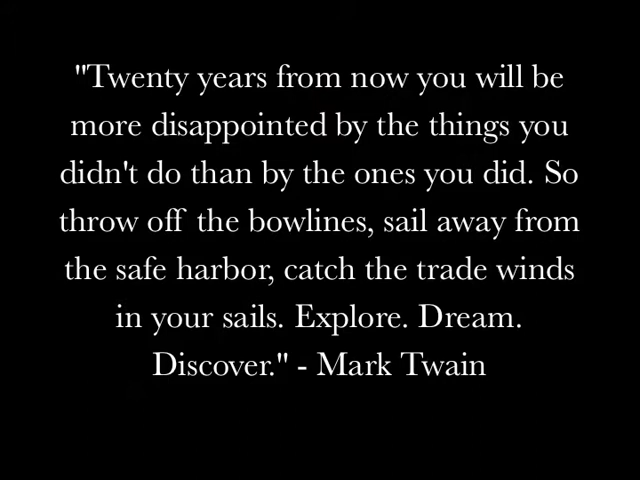 "Twenty years from now you will be
more disappointed by the things you
didn't do than by the ones you did. So
throw off the bowlines, sail away from
the safe harbor, catch the trade winds
in your sails. Explore. Dream.
Discover." - Mark Twain